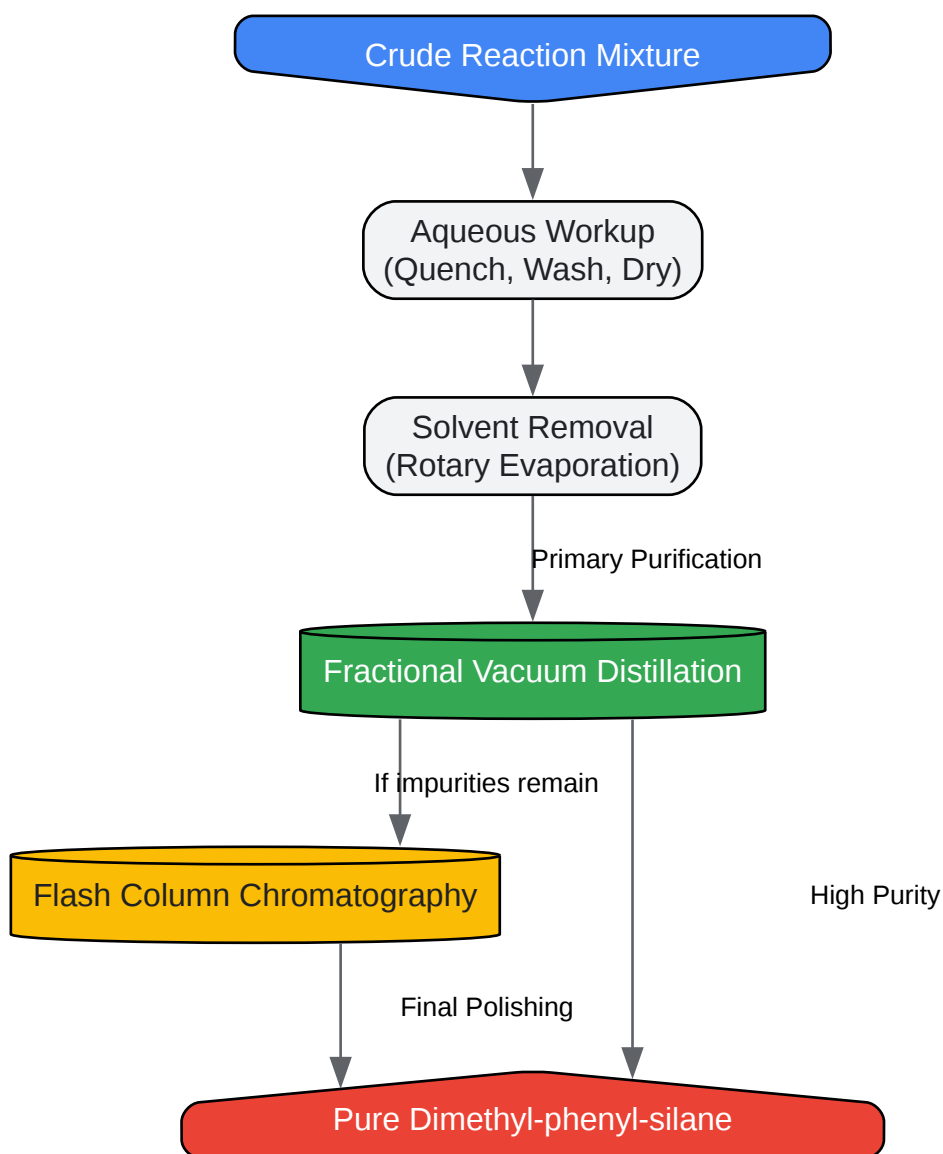 Crude Reaction Mixture
Aqueous Workup
(Quench, Wash, Dry)
Solvent Removal
(Rotary Evaporation)
Primary Purification
Fractional Vacuum Distillation
If impurities remain
Flash Column Chromatography
High Purity
Final Polishing
Pure Dimethyl-phenyl-silane